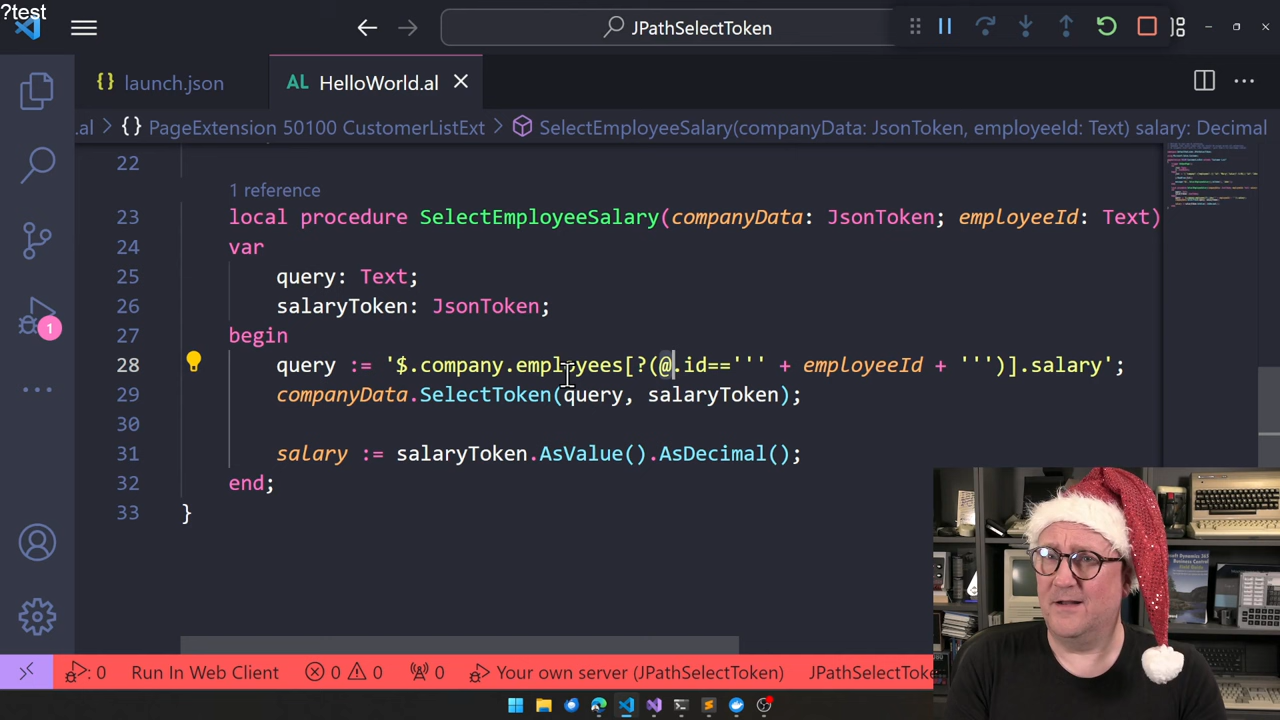 ?test
JPathSelectToken
launch.json
AL HelloWorld.al
.al > {} PageExtension 50100 CustomerListExt > SelectEmployeeSalary(companyData: JsonToken, employeeId: Text) salary: Decimal
22
1 reference
23 local procedure SelectEmployeeSalary(companyData: JsonToken; employeeId: Text)
24 var
25 query: Text;
26 salaryToken: JsonToken;
27 begin
28 query := '$.company.employees[?(@.id==''' + employeeId + ''')].salary';
29 companyData.SelectToken(query, salaryToken);
30
31 salary := salaryToken.AsValue().AsDecimal();
32 end;
33 }
1
: 0 Run In Web Client 0 0 0 Your own server (JPathSelectToken) JPathSelectToke